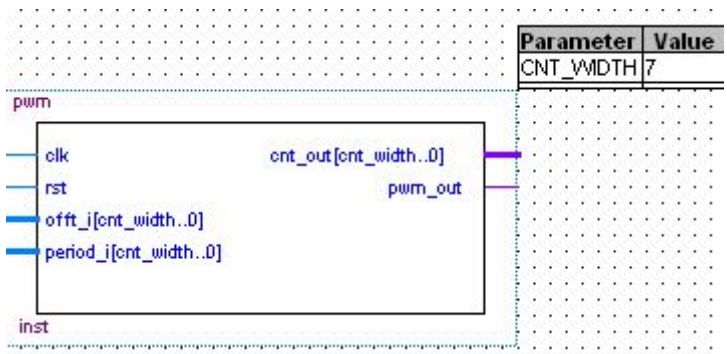 Parameter Value
CNT_WIDTH 7
pwm
clk cnt_out[cnt_width..0]
rst pwm_out
offt_i[cnt_width..0]
period_i[cnt_width..0]
inst